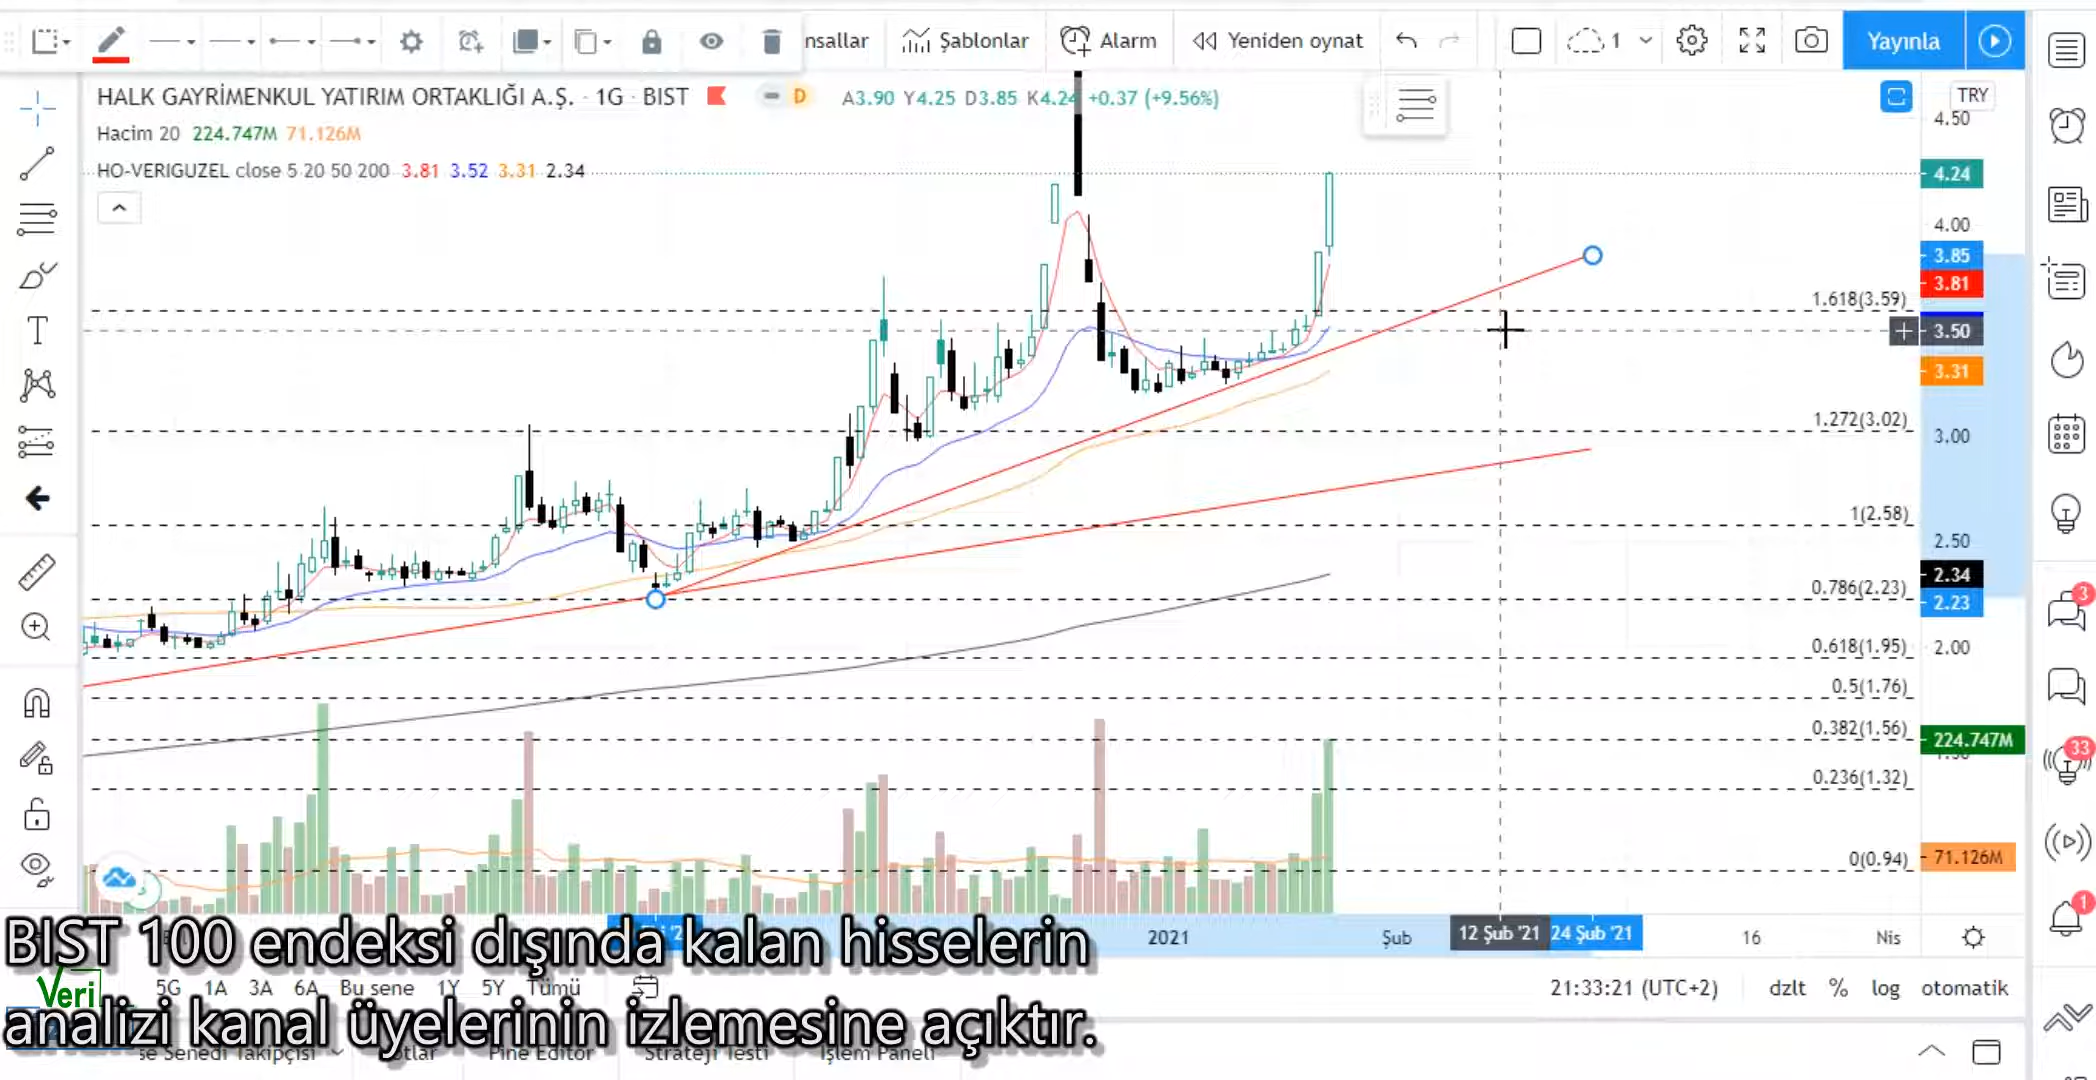 nsallar Şablonlar Alarm Yeniden oynat 1 Yayınla
HALK GAYRİMENKUL YATIRIM ORTAKLIĞI A.Ş. · 1G · BIST D A3.90 Y4.25 D3.85 K4.24 +0.37 (+9.56%) TRY
Hacim 20 224.747M 71.126M
HO-VERIGUZEL close 5 20 50 200 3.81 3.52 3.31 2.34
4.50
4.24
4.00
3.85
3.81
1.618(3.59)
3.50
3.31
1.272(3.02)
3.00
1(2.58)
2.50
2.34
0.786(2.23)
2.23
0.618(1.95)
2.00
0.5(1.76)
0.382(1.56)
224.747M
0.236(1.32)
0(0.94)
71.126M
3
33
1
2021 Şub 12 Şub '21 24 Şub '21 16 Nis
BIST 100 endeksi dışında kalan hisselerin
Veri
5G 1A 3A 6A Bu sene 1Y 5Y Tümü 21:33:21 (UTC+2) dzlt % log otomatik
analizi kanal üyelerinin izlemesine açıktır.
se Senedi Takipçisi Pine Editor Strateji Testi İşlem Paneli